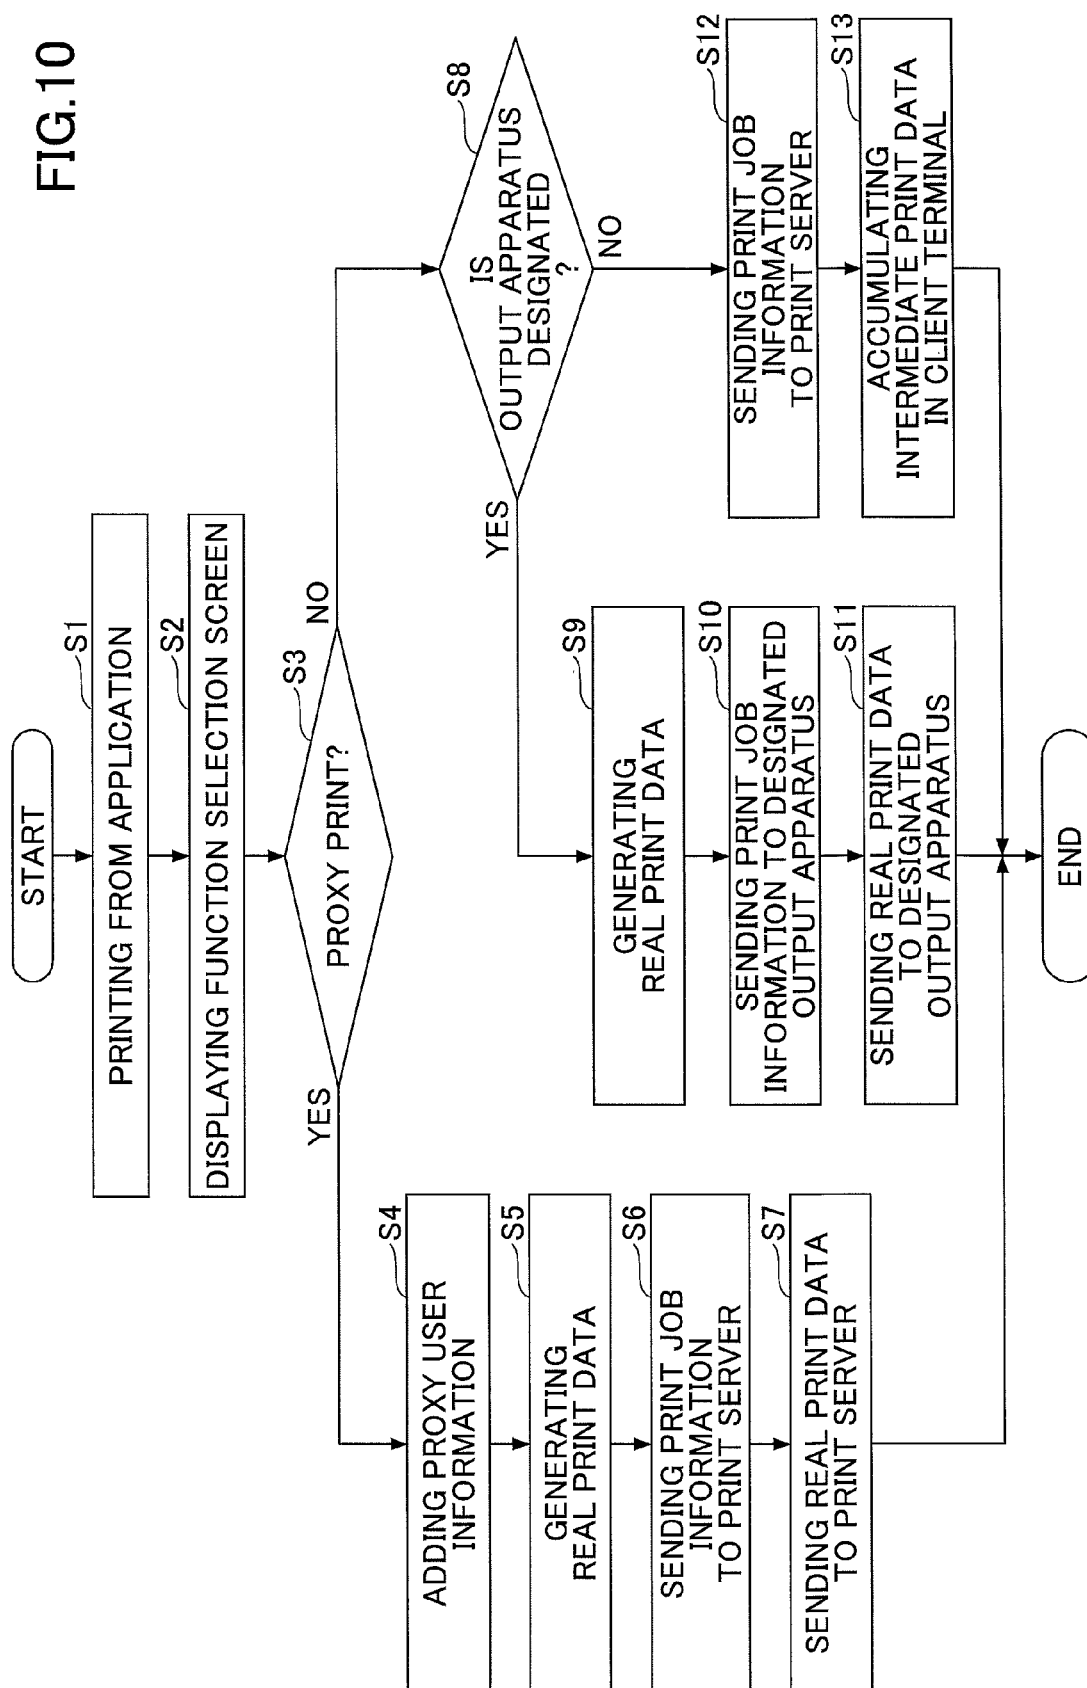 FIG.10
START
S1
PRINTING FROM APPLICATION
S2
DISPLAYING FUNCTION SELECTION SCREEN
S3
PROXY PRINT?
YES
NO
S4
ADDING PROXY USER
INFORMATION
S5
GENERATING
REAL PRINT DATA
S6
SENDING PRINT JOB
INFORMATION
TO PRINT SERVER
S7
SENDING REAL PRINT DATA
TO PRINT SERVER
S8
IS
OUTPUT APPARATUS
DESIGNATED
?
YES
NO
S9
GENERATING
REAL PRINT DATA
S10
SENDING PRINT JOB
INFORMATION TO DESIGNATED
OUTPUT APPARATUS
S11
SENDING REAL PRINT DATA
TO DESIGNATED
OUTPUT APPARATUS
S12
SENDING PRINT JOB
INFORMATION
TO PRINT SERVER
S13
ACCUMULATING
INTERMEDIATE PRINT DATA
IN CLIENT TERMINAL
END